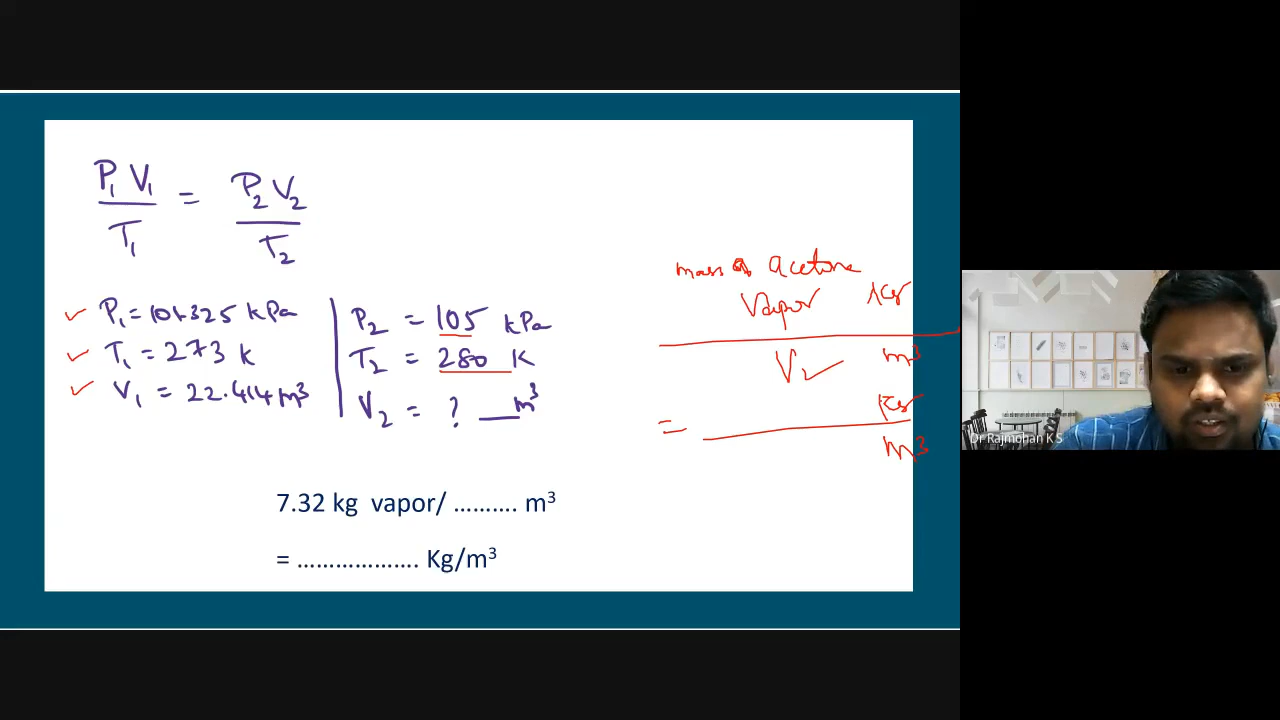 P₁ V₁ / T₁ = P₂ V₂ / T₂
P₁ = 101.325 kPa
T₁ = 273 k
V₁ = 22.414 m³
P₂ = 105 kPa
T₂ = 280 K
V₂ = ? __ m³
mass of acetone
Vapor Kg
V₂ m³
= Kg
m³
7.32 kg vapor/ ………. m³
= ……………….. Kg/m³
Dr Rajmohan K S